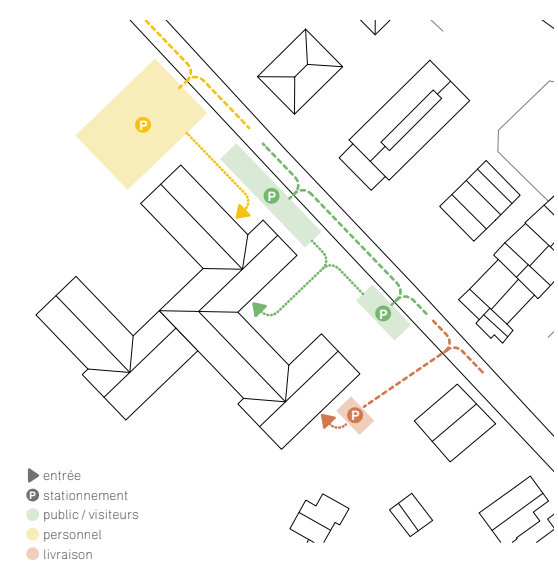 P
P
P
P
entrée
P stationnement
public / visiteurs
personnel
livraison